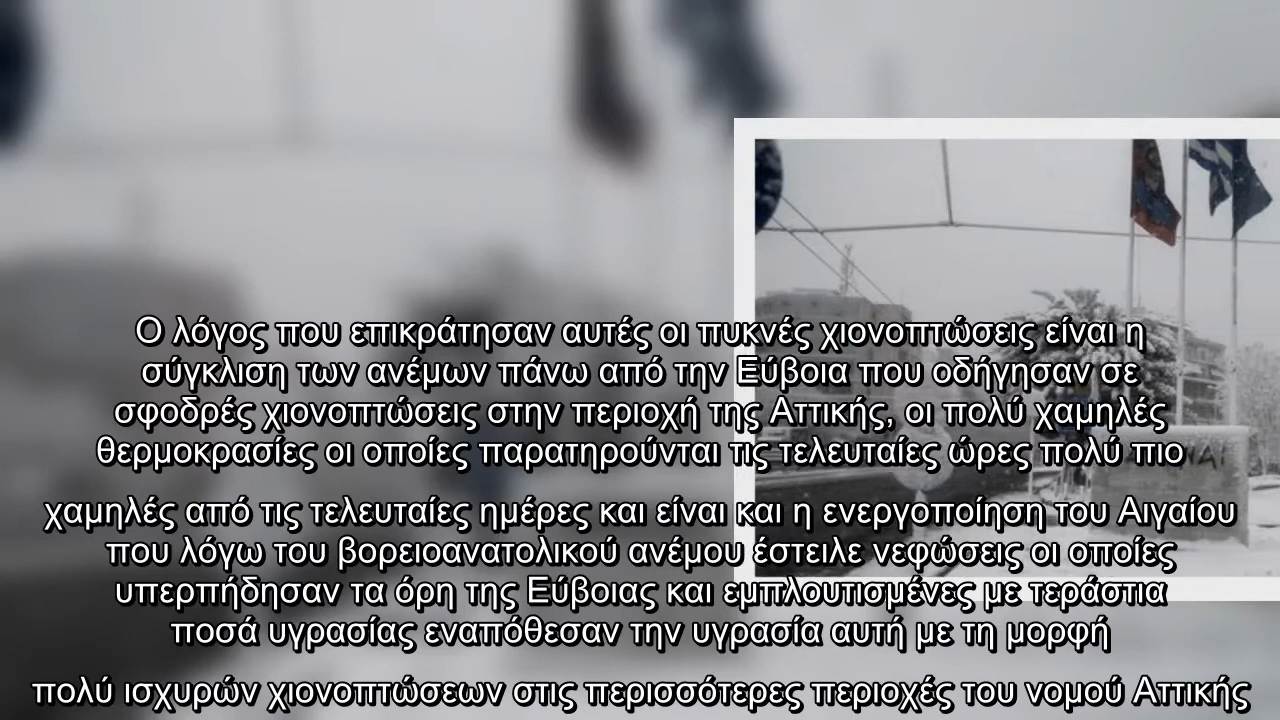 Ο λόγος που επικράτησαν αυτές οι πυκνές χιονοπτώσεις είναι η
σύγκλιση των ανέμων πάνω από την Εύβοια που οδήγησαν σε
σφοδρές χιονοπτώσεις στην περιοχή της Αττικής, οι πολύ χαμηλές
θερμοκρασίες οι οποίες παρατηρούνται τις τελευταίες ώρες πολύ πιο
χαμηλές από τις τελευταίες ημέρες και είναι και η ενεργοποίηση του Αιγαίου
που λόγω του βορειοανατολικού ανέμου έστειλε νεφώσεις οι οποίες
υπερπήδησαν τα όρη της Εύβοιας και εμπλουτισμένες με τεράστια
ποσά υγρασίας εναπόθεσαν την υγρασία αυτή με τη μορφή
πολύ ισχυρών χιονοπτώσεων στις περισσότερες περιοχές του νομού Αττικής